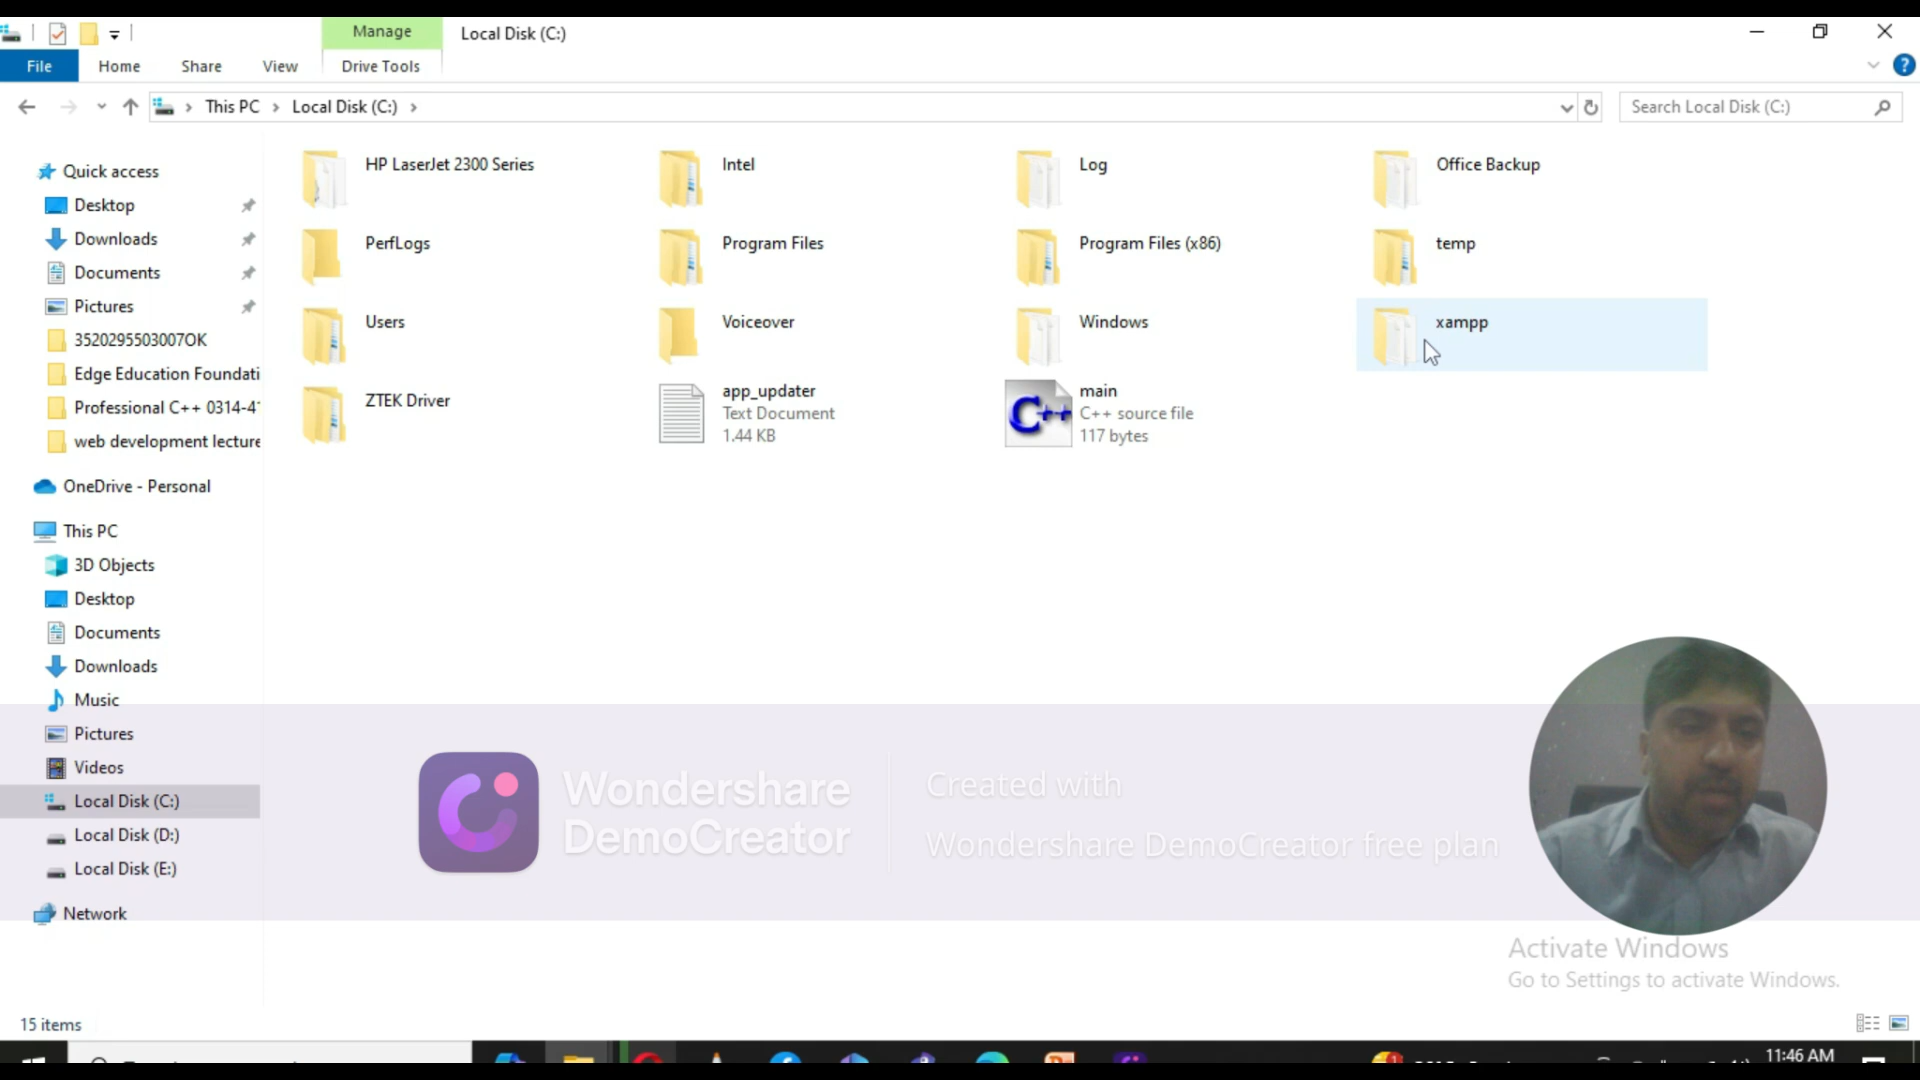 Manage
Local Disk (C:)
File
Home
Share
View
Drive Tools
This PC
Local Disk (C:)
Search Local Disk (C:)
Quick access
Desktop
Downloads
Documents
Pictures
3520295503007OK
Edge Education Foundati
Professional C++ 0314-4
web development lecture
OneDrive - Personal
This PC
3D Objects
Desktop
Documents
Downloads
Music
Pictures
Videos
Local Disk (C:)
Local Disk (D:)
Local Disk (E:)
Network
HP LaserJet 2300 Series
Intel
Log
Office Backup
PerfLogs
Program Files
Program Files (x86)
temp
Users
Voiceover
Windows
xampp
ZTEK Driver
app_updater
Text Document
1.44 KB
C++
main
C++ source file
117 bytes
Wondershare
DemoCreator
Created with
Wondershare DemoCreator free plan
Activate Windows
Go to Settings to activate Windows.
15 items
11:46 AM